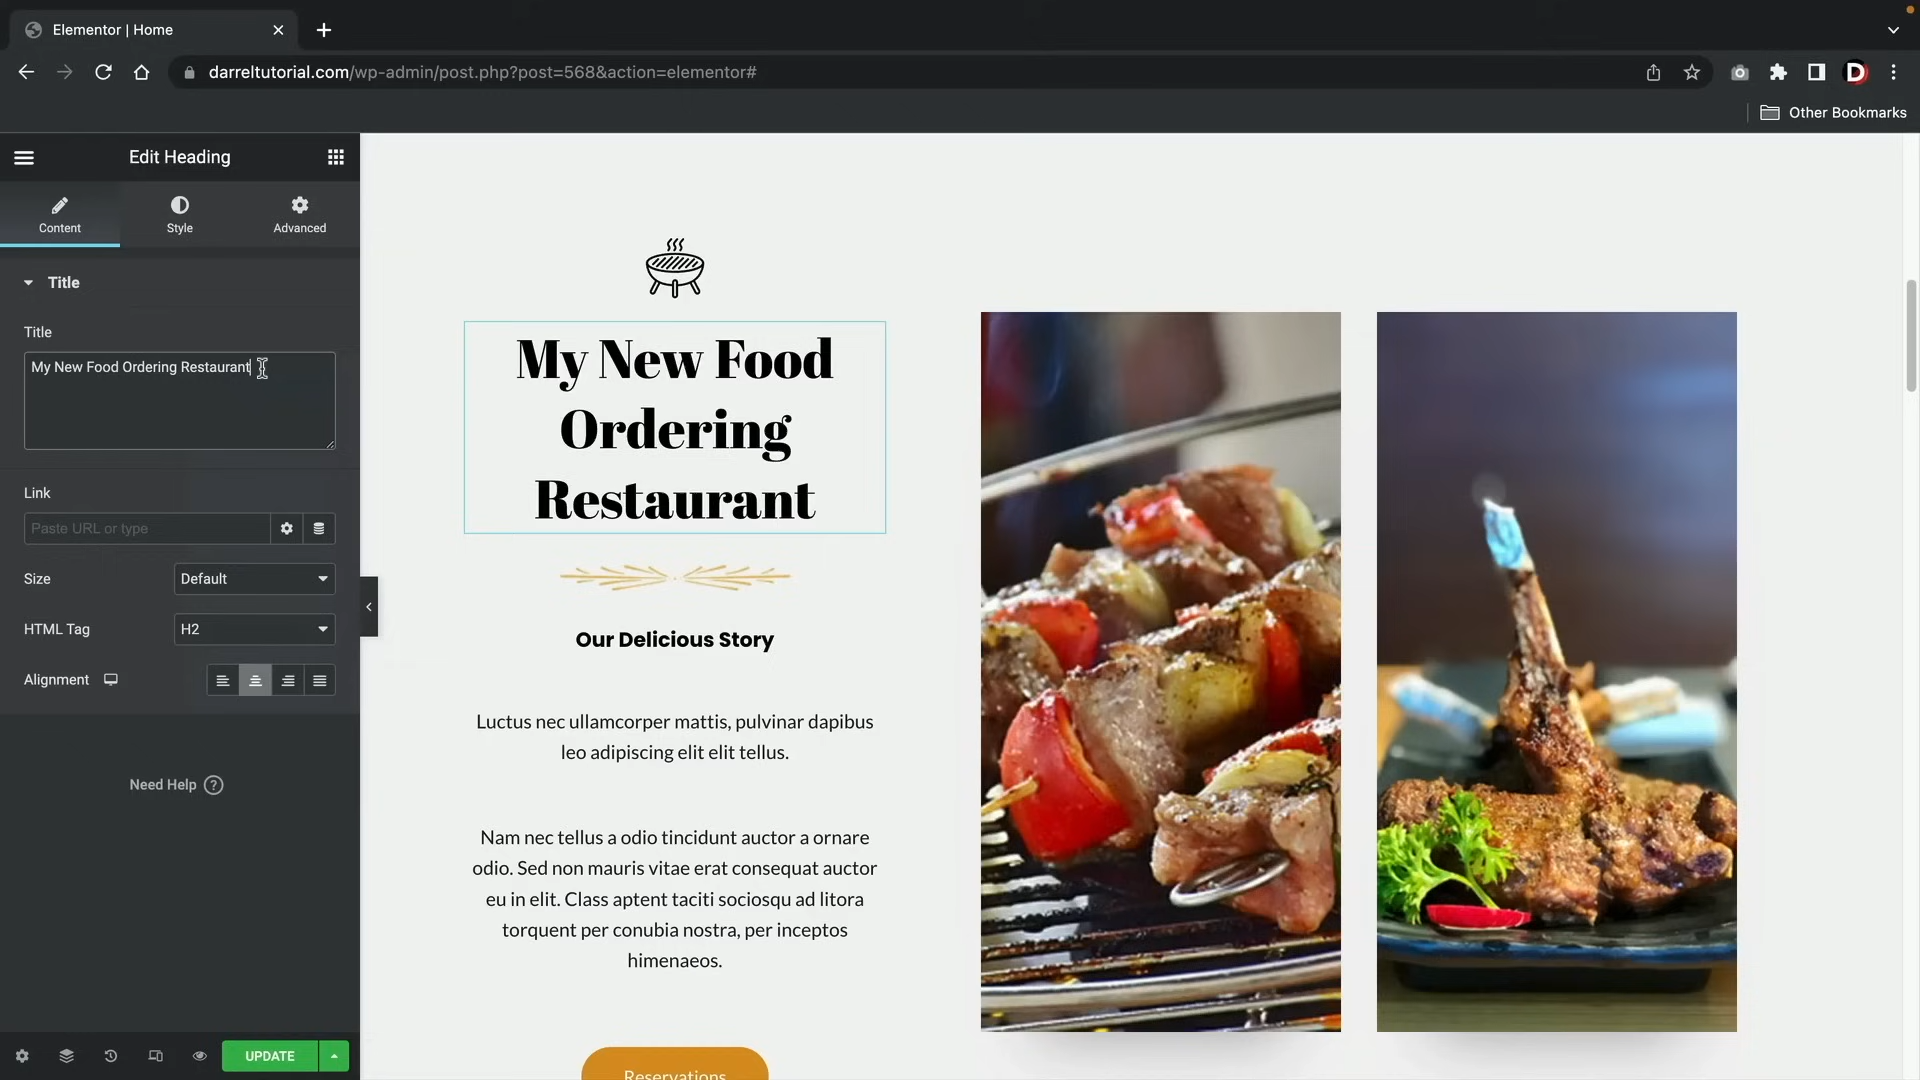 Elementor | Home
darreltutorial.com/wp-admin/post.php?post=568&action=elementor#
Other Bookmarks
Edit Heading
Content
Style
Advanced
Title
Title
My New Food Ordering Restaurant
Link
Paste URL or type
Size
Default
HTML Tag
H2
Alignment
Need Help ?
UPDATE
My New Food
Ordering
Restaurant
Our Delicious Story
Luctus nec ullamcorper mattis, pulvinar dapibus
leo adipiscing elit elit tellus.
Nam nec tellus a odio tincidunt auctor a ornare
odio. Sed non mauris vitae erat consequat auctor
eu in elit. Class aptent taciti sociosqu ad litora
torquent per conubia nostra, per inceptos
himenaeos.
Reservations